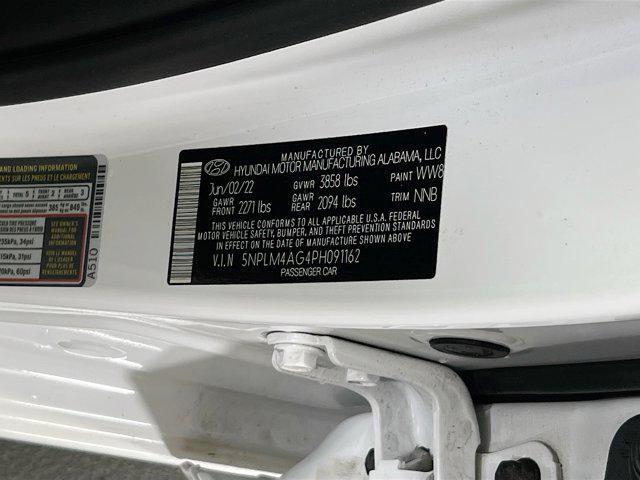 MANUFACTURED BY
HYUNDAI MOTOR MANUFACTURING ALABAMA, LLC
Jun/02/22 GVWR 3858 lbs PAINT WW8
GAWR FRONT 2271 lbs GAWR REAR 2094 lbs TRIM NNB
THIS VEHICLE CONFORMS TO ALL APPLICABLE U.S.A. FEDERAL
MOTOR VEHICLE SAFETY, BUMPER, AND THEFT PREVENTION
STANDARDS IN EFFECT ON THE DATE OF MANUFACTURE SHOWN ABOVE.
V.I.N 5NPLM4AG4PH091162
PASSENGER CAR
AND LOADING INFORMATION
235kPa, 34psi
A510